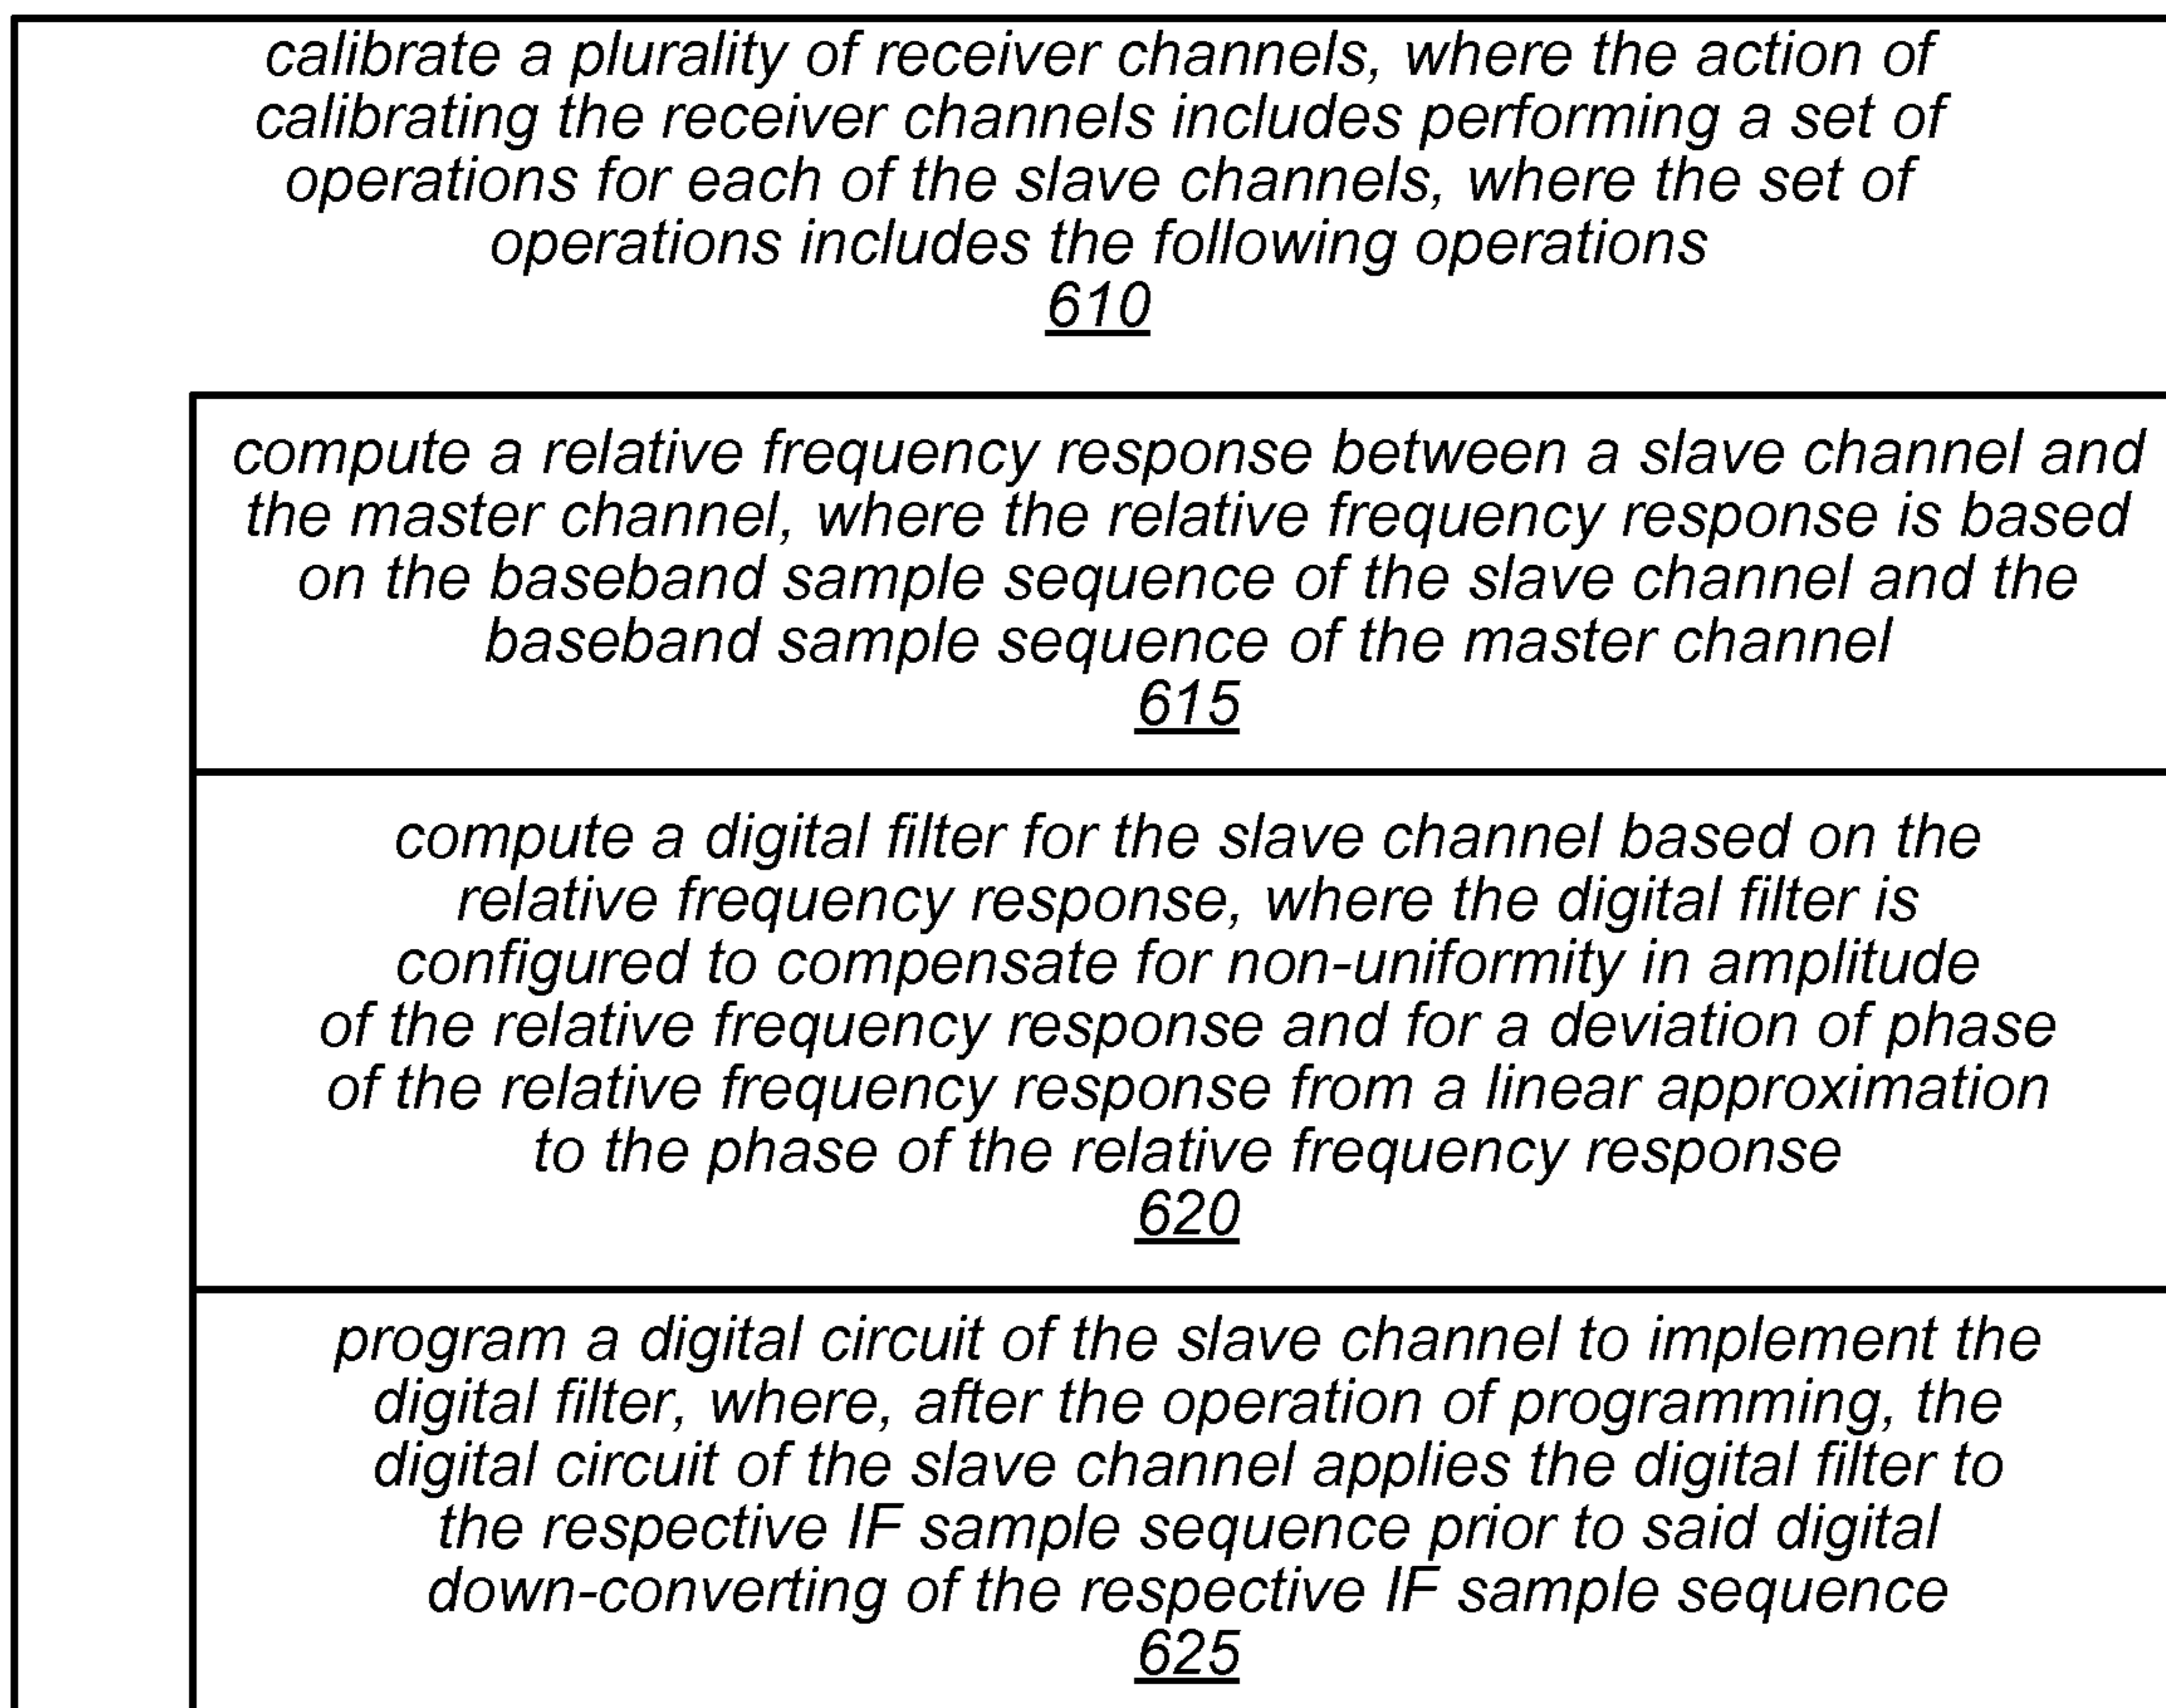 calibrate a plurality of receiver channels, where the action of
calibrating the receiver channels includes performing a set of
operations for each of the slave channels, where the set of
operations includes the following operations
610
compute a relative frequency response between a slave channel and
the master channel, where the relative frequency response is based
on the baseband sample sequence of the slave channel and the
baseband sample sequence of the master channel
615
compute a digital filter for the slave channel based on the
relative frequency response, where the digital filter is
configured to compensate for non-uniformity in amplitude
of the relative frequency response and for a deviation of phase
of the relative frequency response from a linear approximation
to the phase of the relative frequency response
620
program a digital circuit of the slave channel to implement the
digital filter, where, after the operation of programming, the
digital circuit of the slave channel applies the digital filter to
the respective IF sample sequence prior to said digital
down-converting of the respective IF sample sequence
625